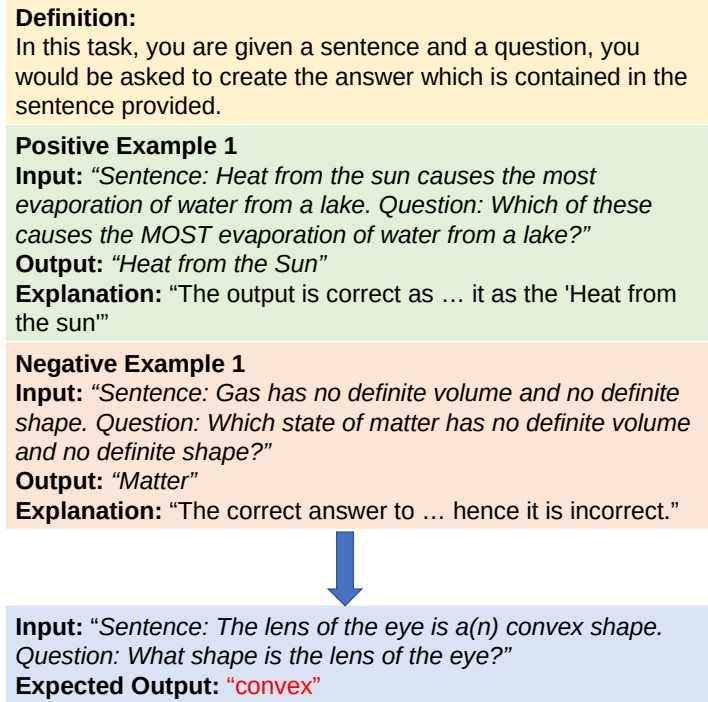 Definition:
In this task, you are given a sentence and a question, you
would be asked to create the answer which is contained in the
sentence provided.
Positive Example 1
Input: “Sentence: Heat from the sun causes the most
evaporation of water from a lake. Question: Which of these
causes the MOST evaporation of water from a lake?”
Output: “Heat from the Sun”
Explanation: “The output is correct as … it as the 'Heat from
the sun'”
Negative Example 1
Input: “Sentence: Gas has no definite volume and no definite
shape. Question: Which state of matter has no definite volume
and no definite shape?”
Output: “Matter”
Explanation: “The correct answer to … hence it is incorrect.”
Input: “Sentence: The lens of the eye is a(n) convex shape.
Question: What shape is the lens of the eye?”
Expected Output: “convex”